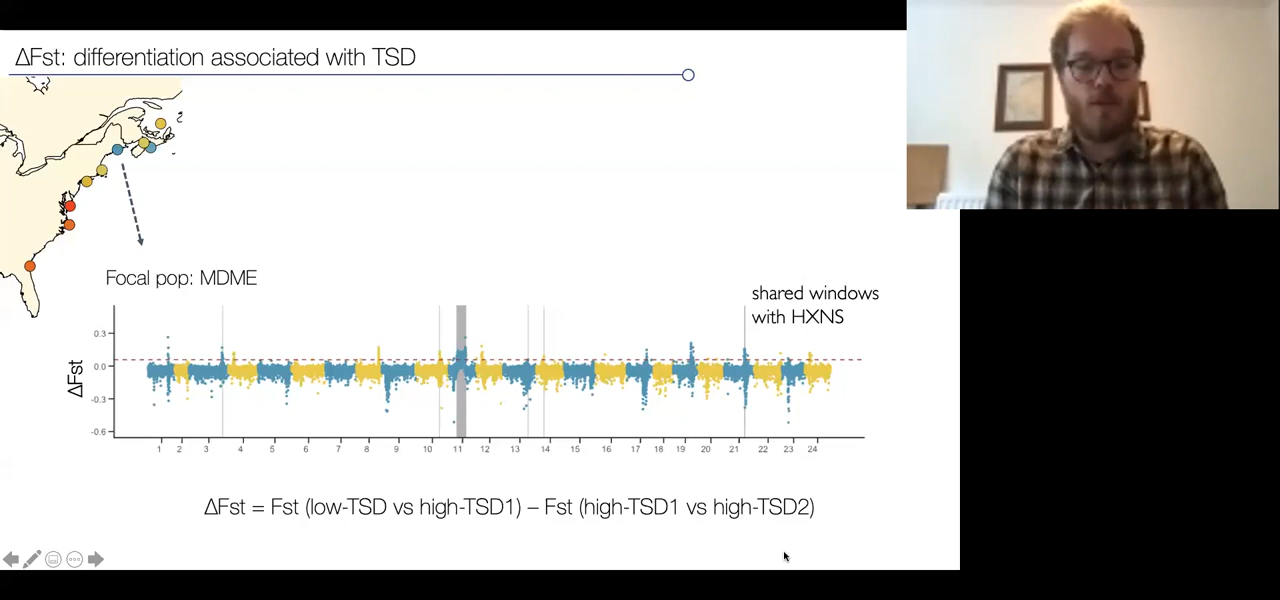 ΔFst: differentiation associated with TSD
Focal pop: MDME
shared windows
with HXNS
ΔFst
0.3
0.0
-0.3
-0.6
1 2 3 4 5 6 7 8 9 10 11 12 13 14 15 16 17 18 19 20 21 22 23 24
ΔFst = Fst (low-TSD vs high-TSD1) – Fst (high-TSD1 vs high-TSD2)